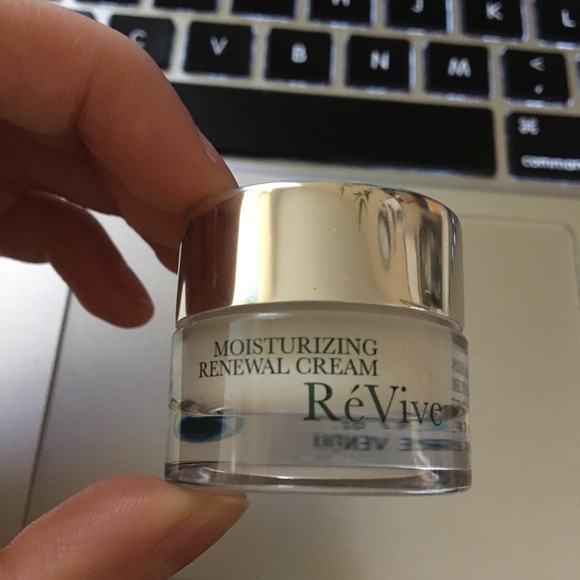 J
K
L
C
V
B
N
M
<
,
⌘
command
MOISTURIZING
RENEWAL CREAM
RéVive